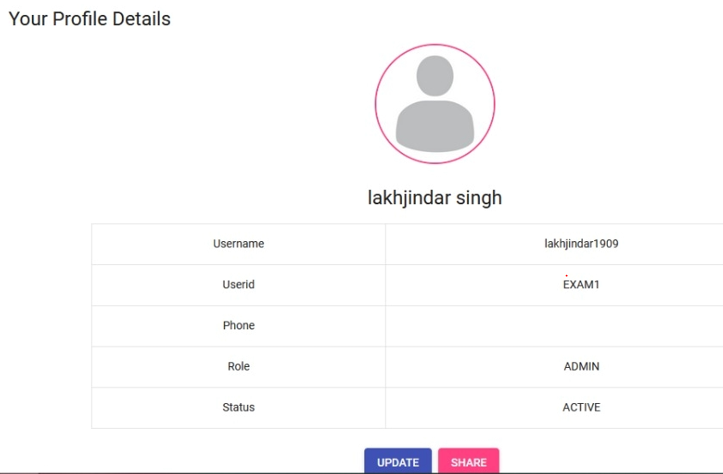 Your Profile Details
lakhjindar singh
Username lakhjindar1909
Userid EXAM1
Phone
Role ADMIN
Status ACTIVE
UPDATE SHARE